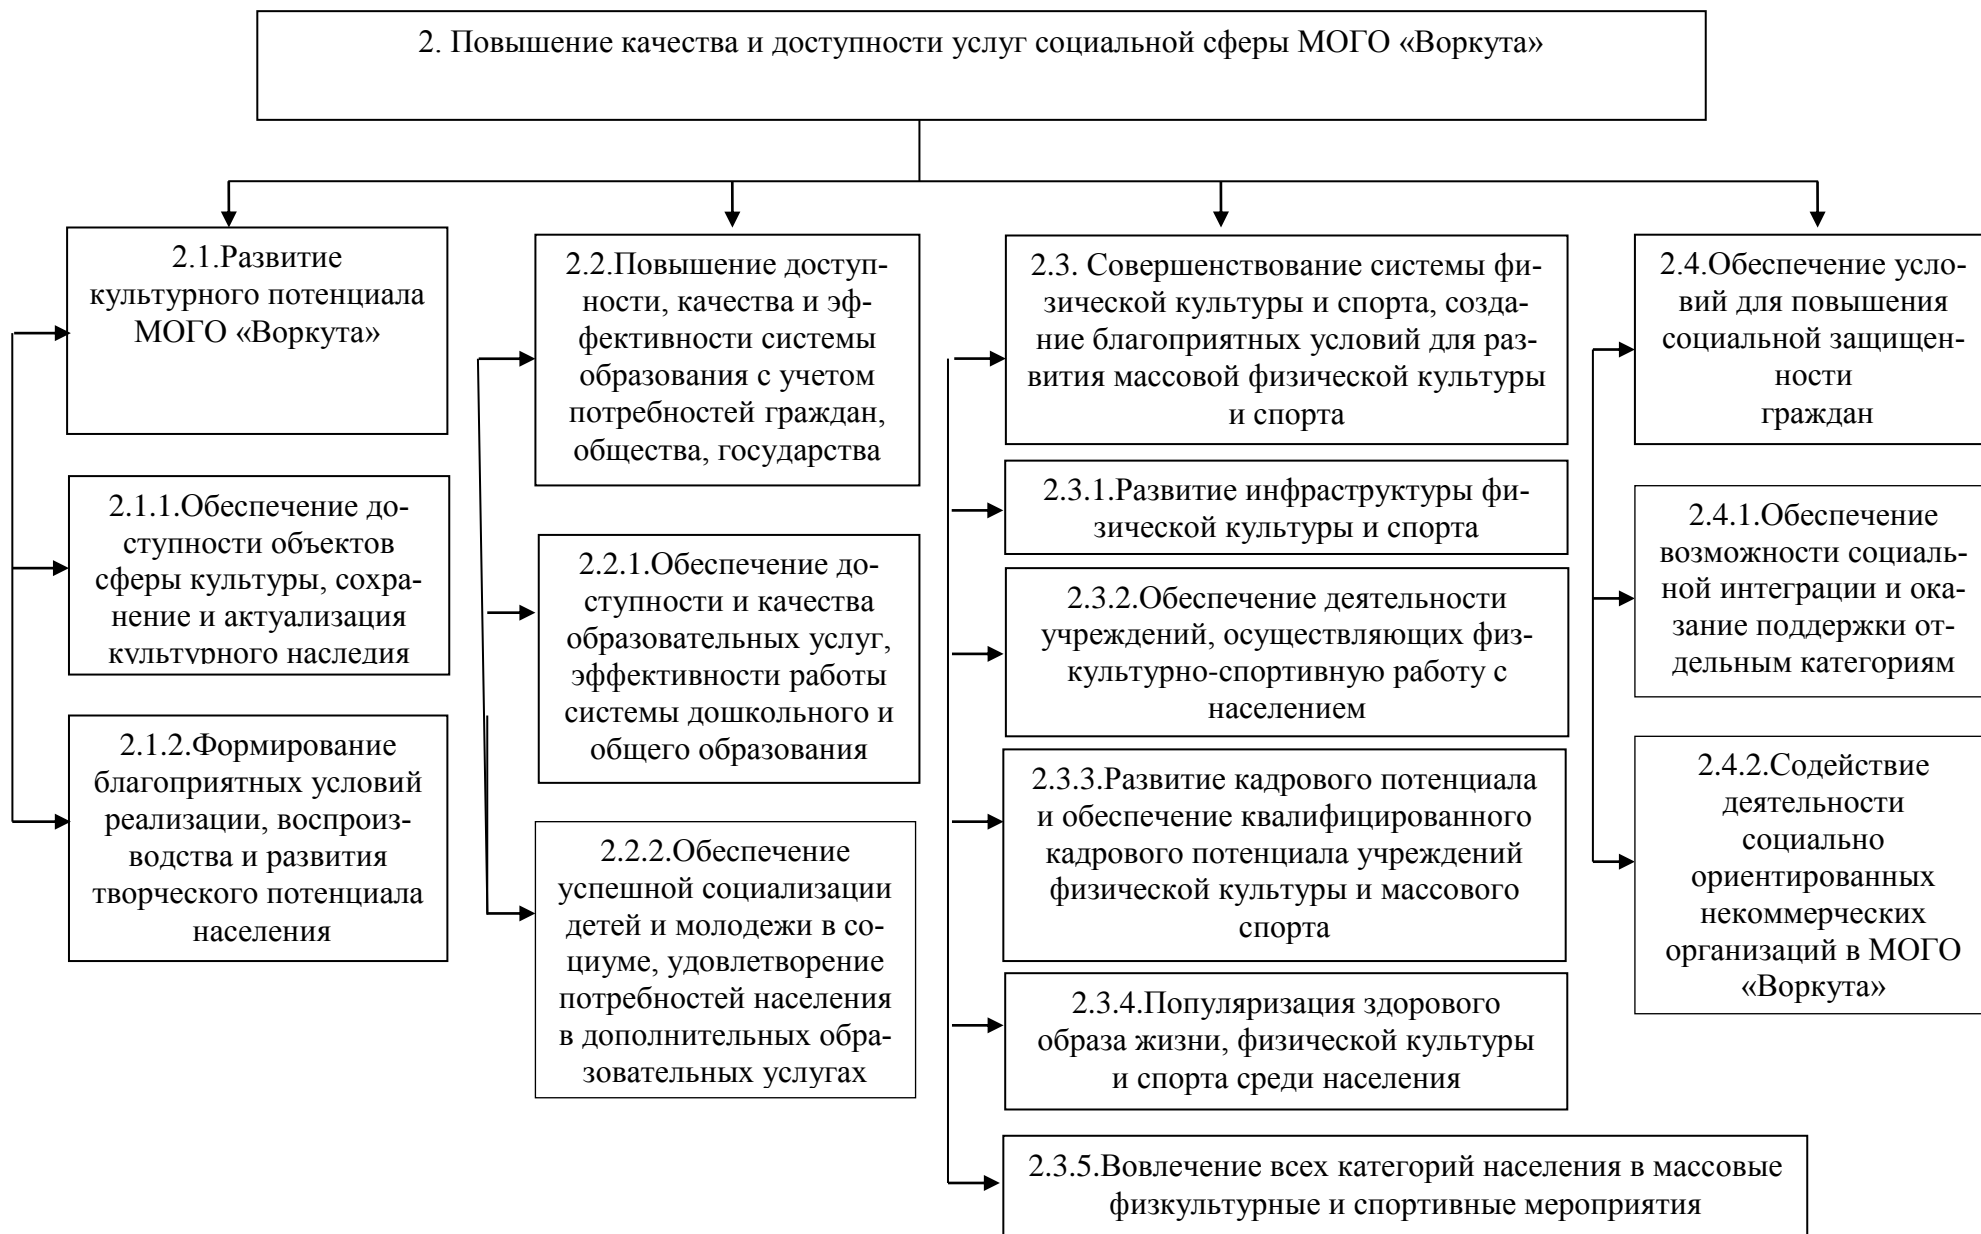 2. Повышение качества и доступности услуг социальной сферы МОГО «Воркута»
2.1.Развитие
культурного потенциала
МОГО «Воркута»
2.1.1.Обеспечение до-
ступности объектов
сферы культуры, сохра-
нение и актуализация
культурного наследия
2.1.2.Формирование
благоприятных условий
реализации, воспроиз-
водства и развития
творческого потенциала
населения
2.2.Повышение доступ-
ности, качества и эф-
фективности системы
образования с учетом
потребностей граждан,
общества, государства
2.2.1.Обеспечение до-
ступности и качества
образовательных услуг,
эффективности работы
системы дошкольного и
общего образования
2.2.2.Обеспечение
успешной социализации
детей и молодежи в со-
циуме, удовлетворение
потребностей населения
в дополнительных обра-
зовательных услугах
2.3. Совершенствование системы фи-
зической культуры и спорта, созда-
ние благоприятных условий для раз-
вития массовой физической культуры
и спорта
2.3.1.Развитие инфраструктуры фи-
зической культуры и спорта
2.3.2.Обеспечение деятельности
учреждений, осуществляющих физ-
культурно-спортивную работу с
населением
2.3.3.Развитие кадрового потенциала
и обеспечение квалифицированного
кадрового потенциала учреждений
физической культуры и массового
спорта
2.3.4.Популяризация здорового
образа жизни, физической культуры
и спорта среди населения
2.3.5.Вовлечение всех категорий населения в массовые
физкультурные и спортивные мероприятия
2.4.Обеспечение усло-
вий для повышения
социальной защищен-
ности
граждан
2.4.1.Обеспечение
возможности социаль-
ной интеграции и ока-
зание поддержки от-
дельным категориям
2.4.2.Содействие
деятельности
социально
ориентированных
некоммерческих
организаций в МОГО
«Воркута»